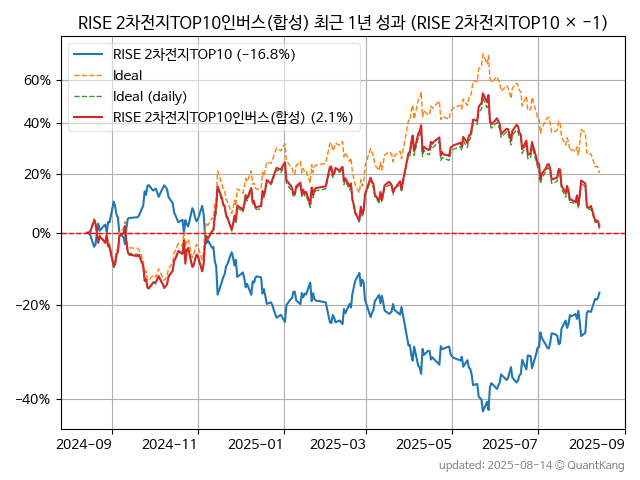 RISE 2차전지TOP10인버스(합성) 최근 1년 성과 (RISE 2차전지TOP10 × −1)
RISE 2차전지TOP10 (−16.8%)
Ideal
Ideal (daily)
RISE 2차전지TOP10인버스(합성) (2.1%)
60%
40%
20%
0%
−20%
−40%
2024-09 2024-11 2025-01 2025-03 2025-05 2025-07 2025-09
updated: 2025-08-14 © QuantKang